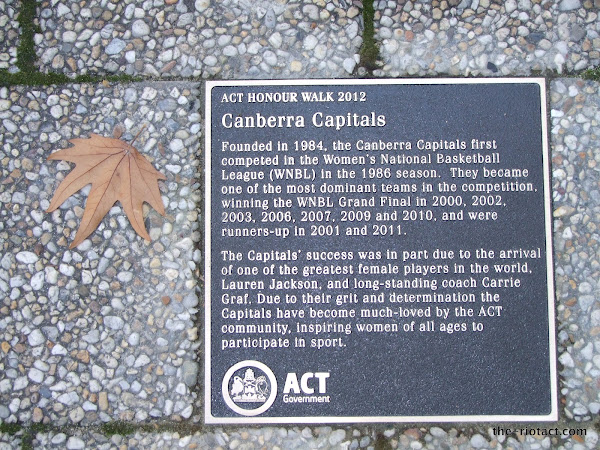 ACT HONOUR WALK 2012
Canberra Capitals
Founded in 1984, the Canberra Capitals first
competed in the Women's National Basketball
League (WNBL) in the 1986 season. They became
one of the most dominant teams in the competition,
winning the WNBL Grand Final in 2000, 2002,
2003, 2006, 2007, 2009 and 2010, and were
runners-up in 2001 and 2011.
The Capitals' success was in part due to the arrival
of one of the greatest female players in the world,
Lauren Jackson, and long-standing coach Carrie
Graf. Due to their grit and determination the
Capitals have become much-loved by the ACT
community, inspiring women of all ages to
participate in sport.
ACT
Government
the-riotact.com